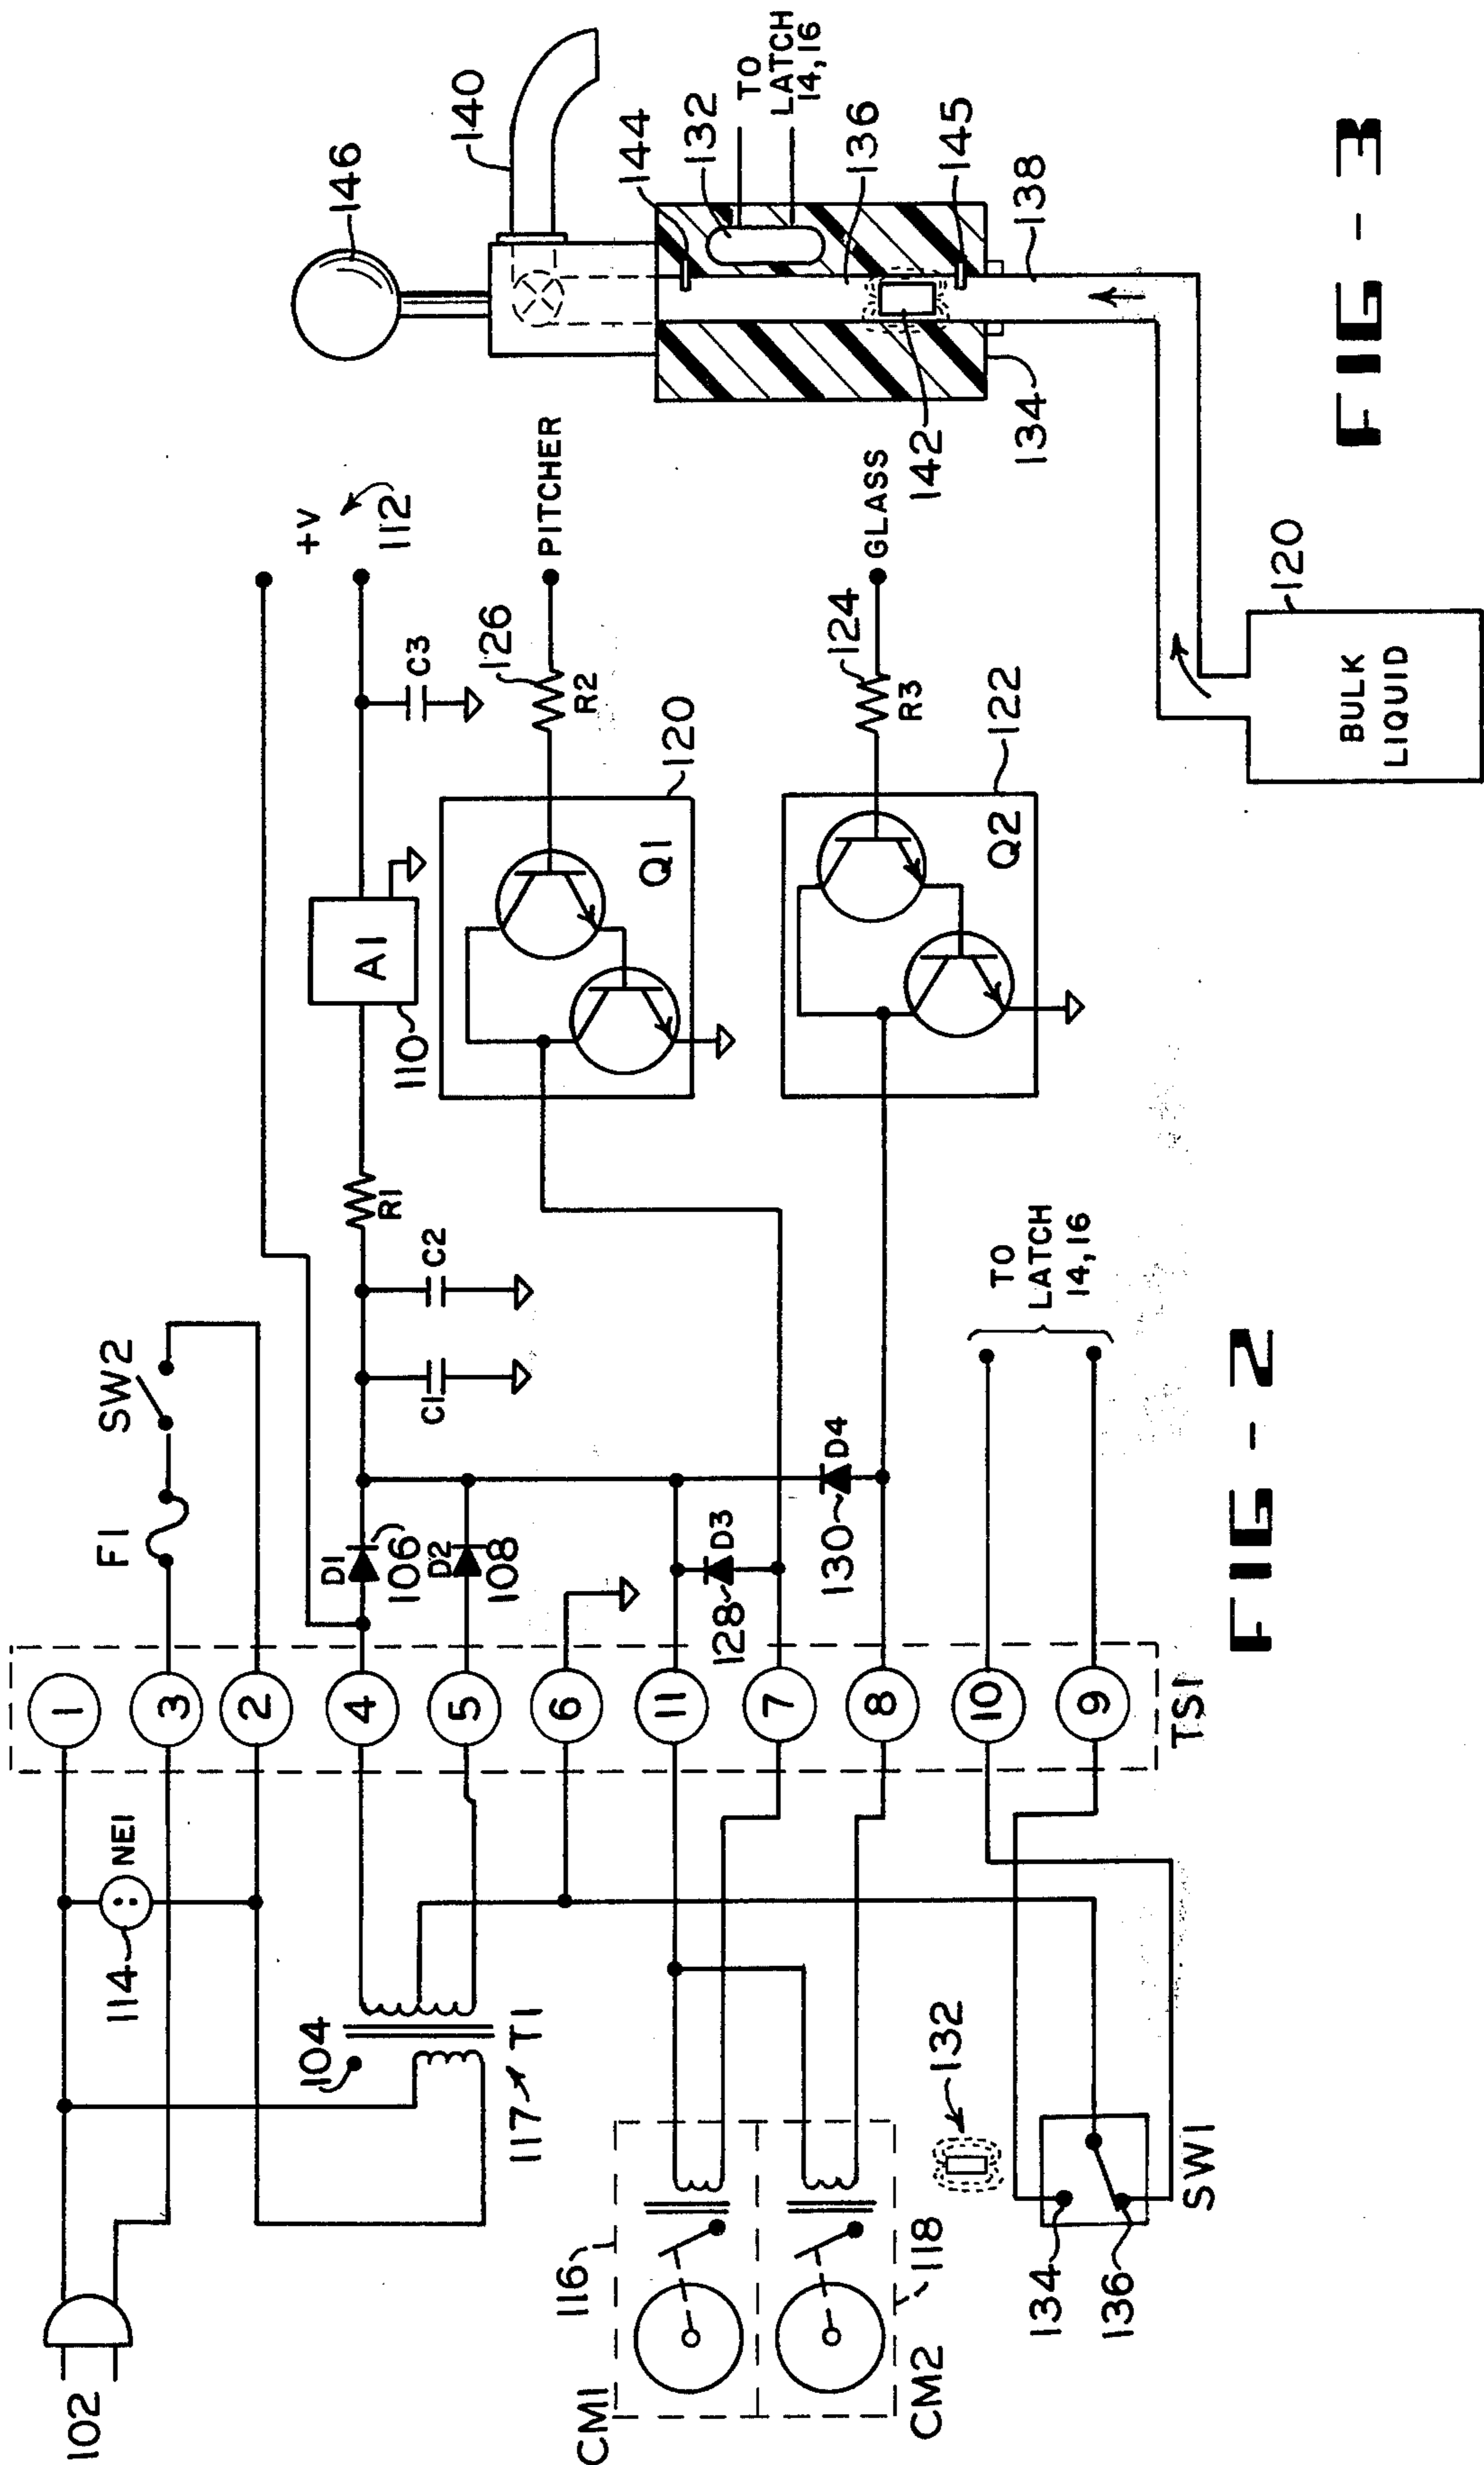 102
114
NE1
104
117
T1
116
CM1
118
CM2
132
134
136
SW1
1
3
2
4
5
6
11
7
8
10
9
TS1
F1
SW2
D1
106
D2
108
128
D3
130
D4
C1
C2
R1
110
A1
C3
+V
112
Q1
120
126
R2
PITCHER
Q2
122
124
R3
GLASS
TO
LATCH
14,16
FIG - 2
146
140
144
132
TO
LATCH
14,16
136
145
138
142
134
120
BULK
LIQUID
FIG - 3